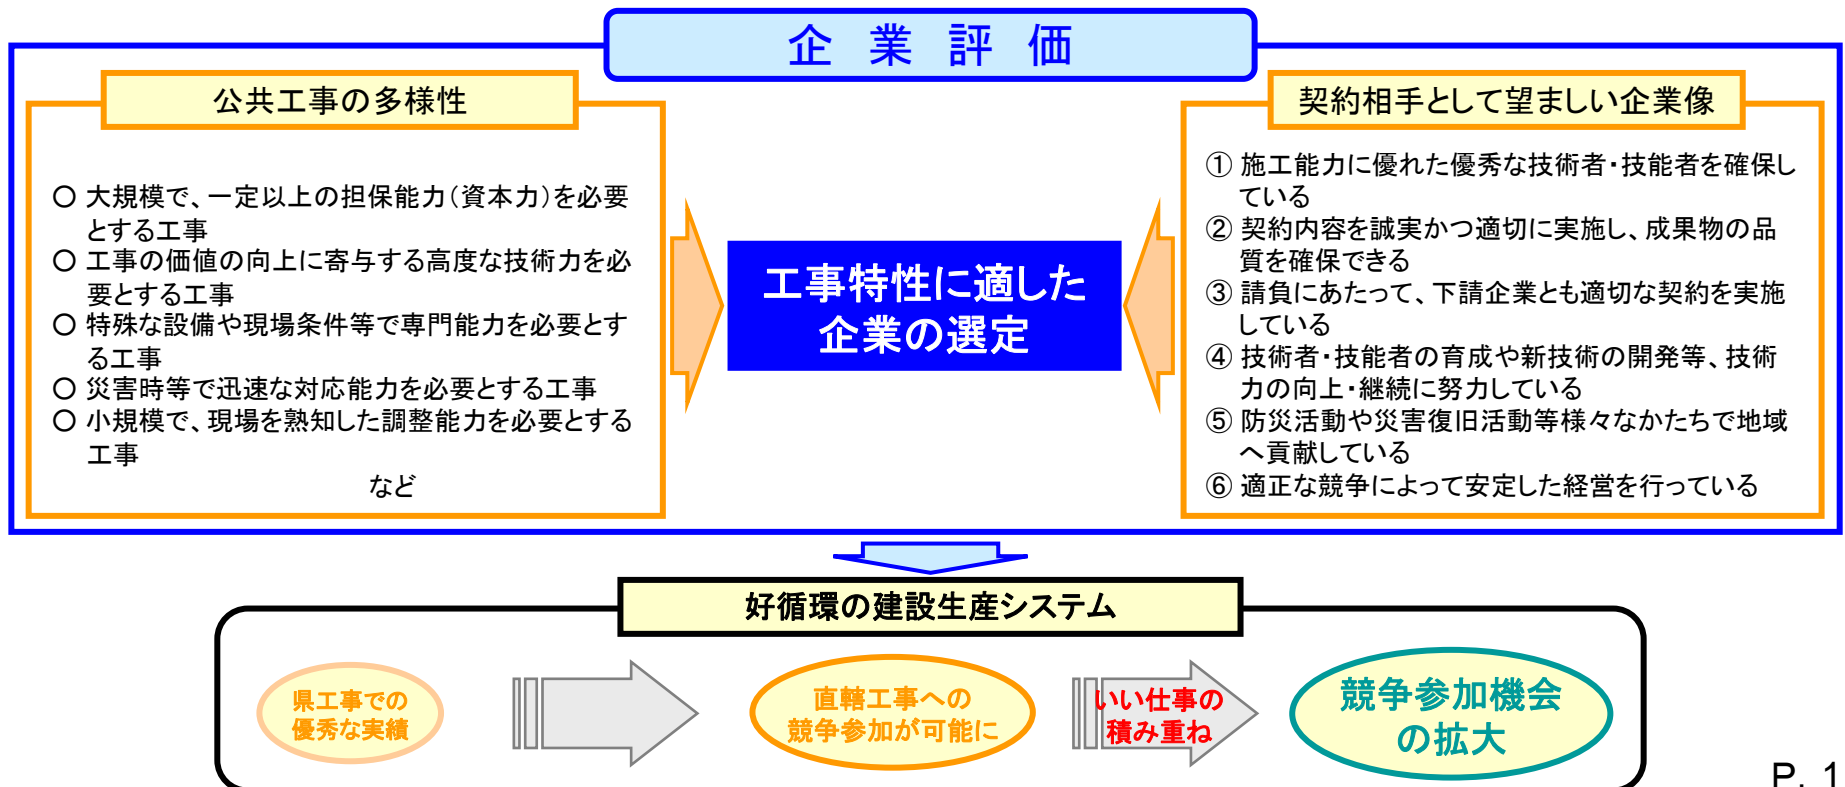 企業評価
公共工事の多様性
○ 大規模で、一定以上の担保能力(資本力)を必要
とする工事
○ 工事の価値の向上に寄与する高度な技術力を必
要とする工事
○ 特殊な設備や現場条件等で専門能力を必要とす
る工事
○ 災害時等で迅速な対応能力を必要とする工事
○ 小規模で、現場を熟知した調整能力を必要とする
工事
など
工事特性に適した
企業の選定
契約相手として望ましい企業像
① 施工能力に優れた優秀な技術者・技能者を確保し
ている
② 契約内容を誠実かつ適切に実施し、成果物の品
質を確保できる
③ 請負にあたって、下請企業とも適切な契約を実施
している
④ 技術者・技能者の育成や新技術の開発等、技術
力の向上・継続に努力している
⑤ 防災活動や災害復旧活動等様々なかたちで地域
へ貢献している
⑥ 適正な競争によって安定した経営を行っている
好循環の建設生産システム
県工事での
優秀な実績
直轄工事への
競争参加が可能に
いい仕事の
積み重ね
競争参加機会
の拡大
P. 1